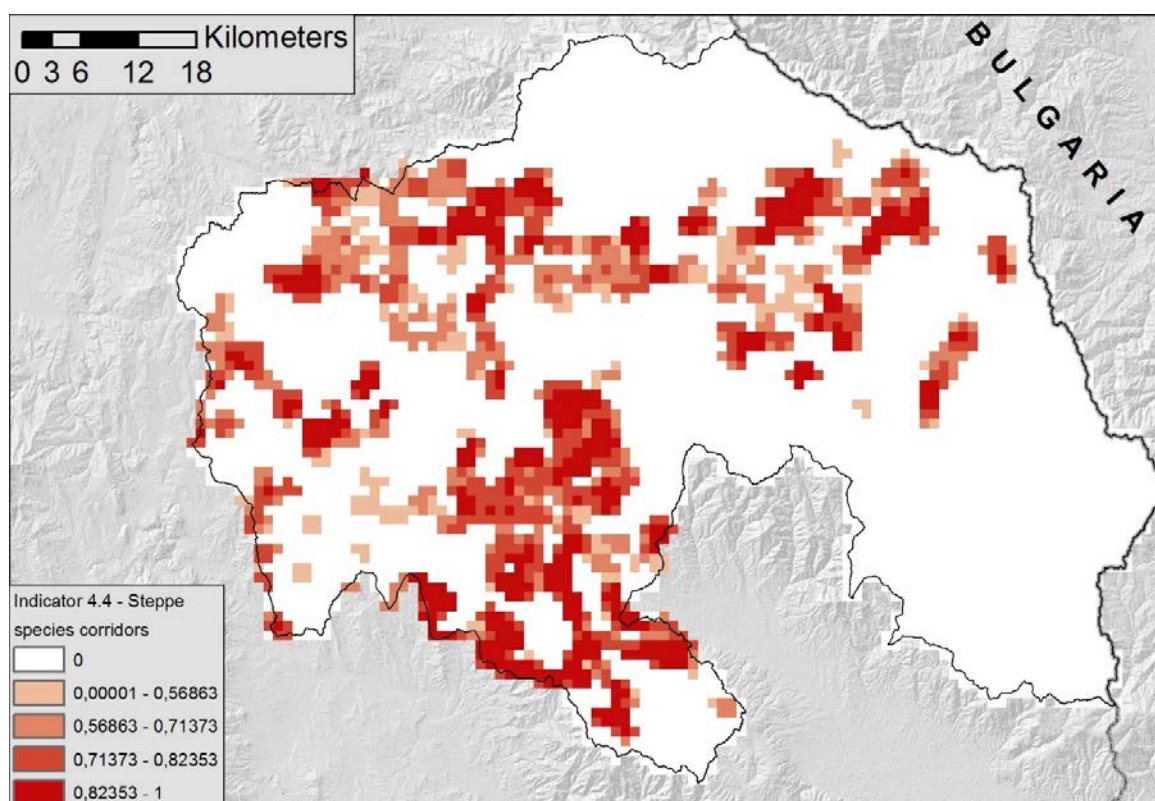 Kilometers
0 3 6 12 18
BULGARIA
Indicator 4.4 - Steppe
species corridors
0
0,00001 - 0,56863
0,56863 - 0,71373
0,71373 - 0,82353
0,82353 - 1